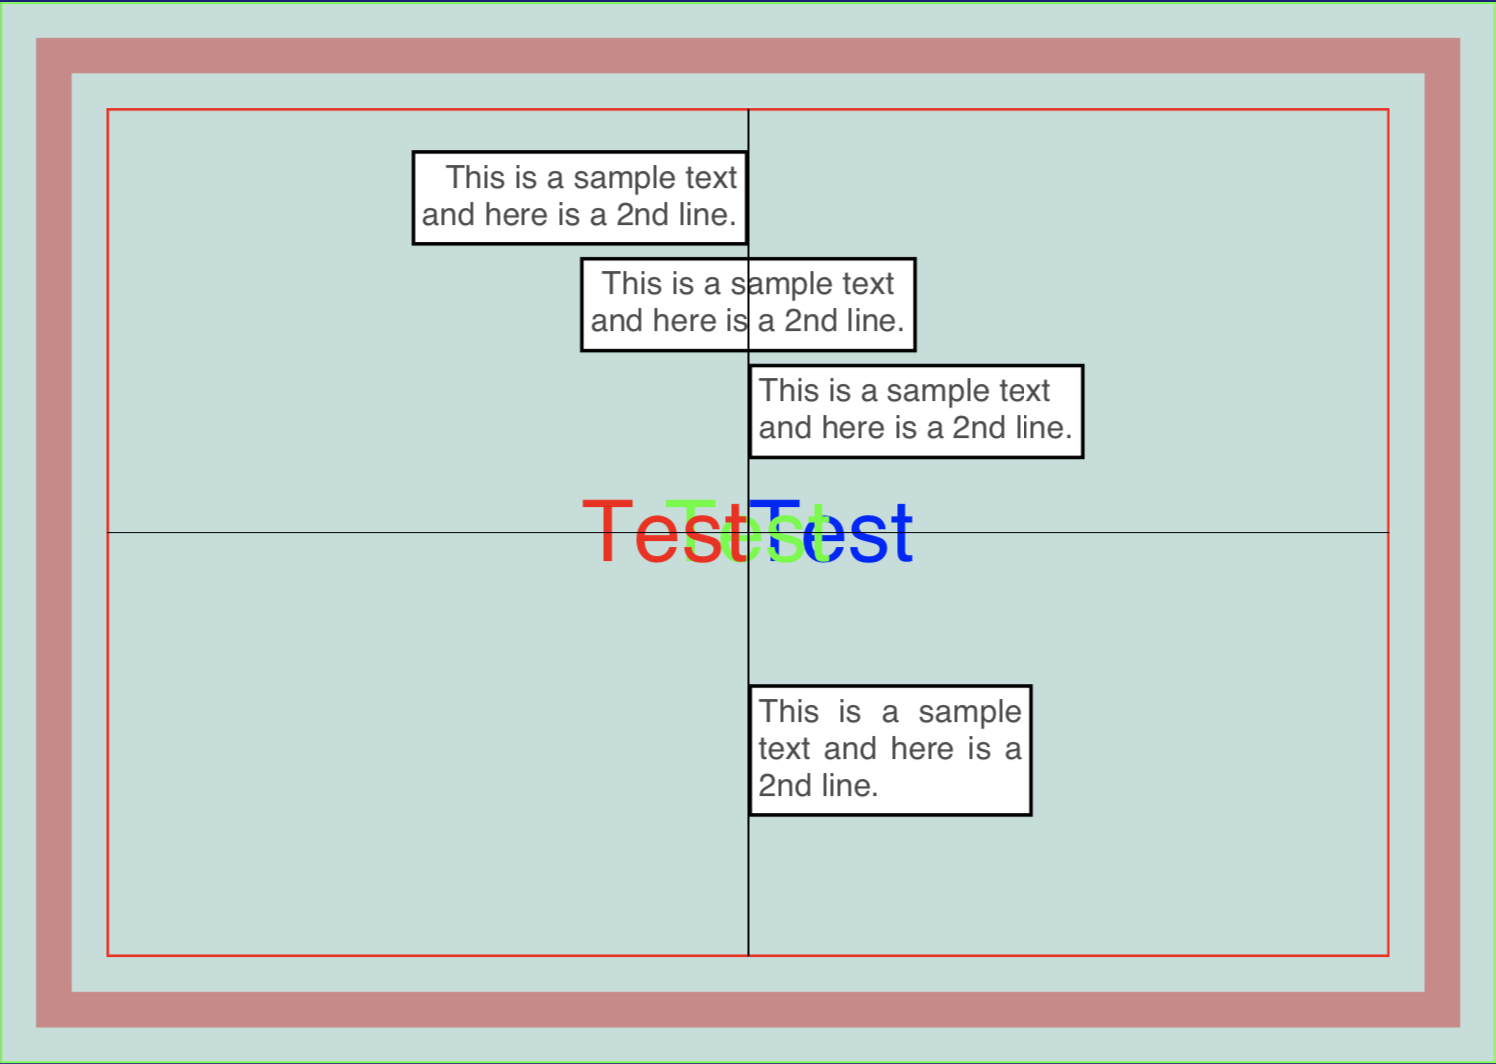 This is a sample text
and here is a 2nd line.
This is a sample text
and here is a 2nd line.
This is a sample text
and here is a 2nd line.
Test Test Test
This is a sample
text and here is a
2nd line.